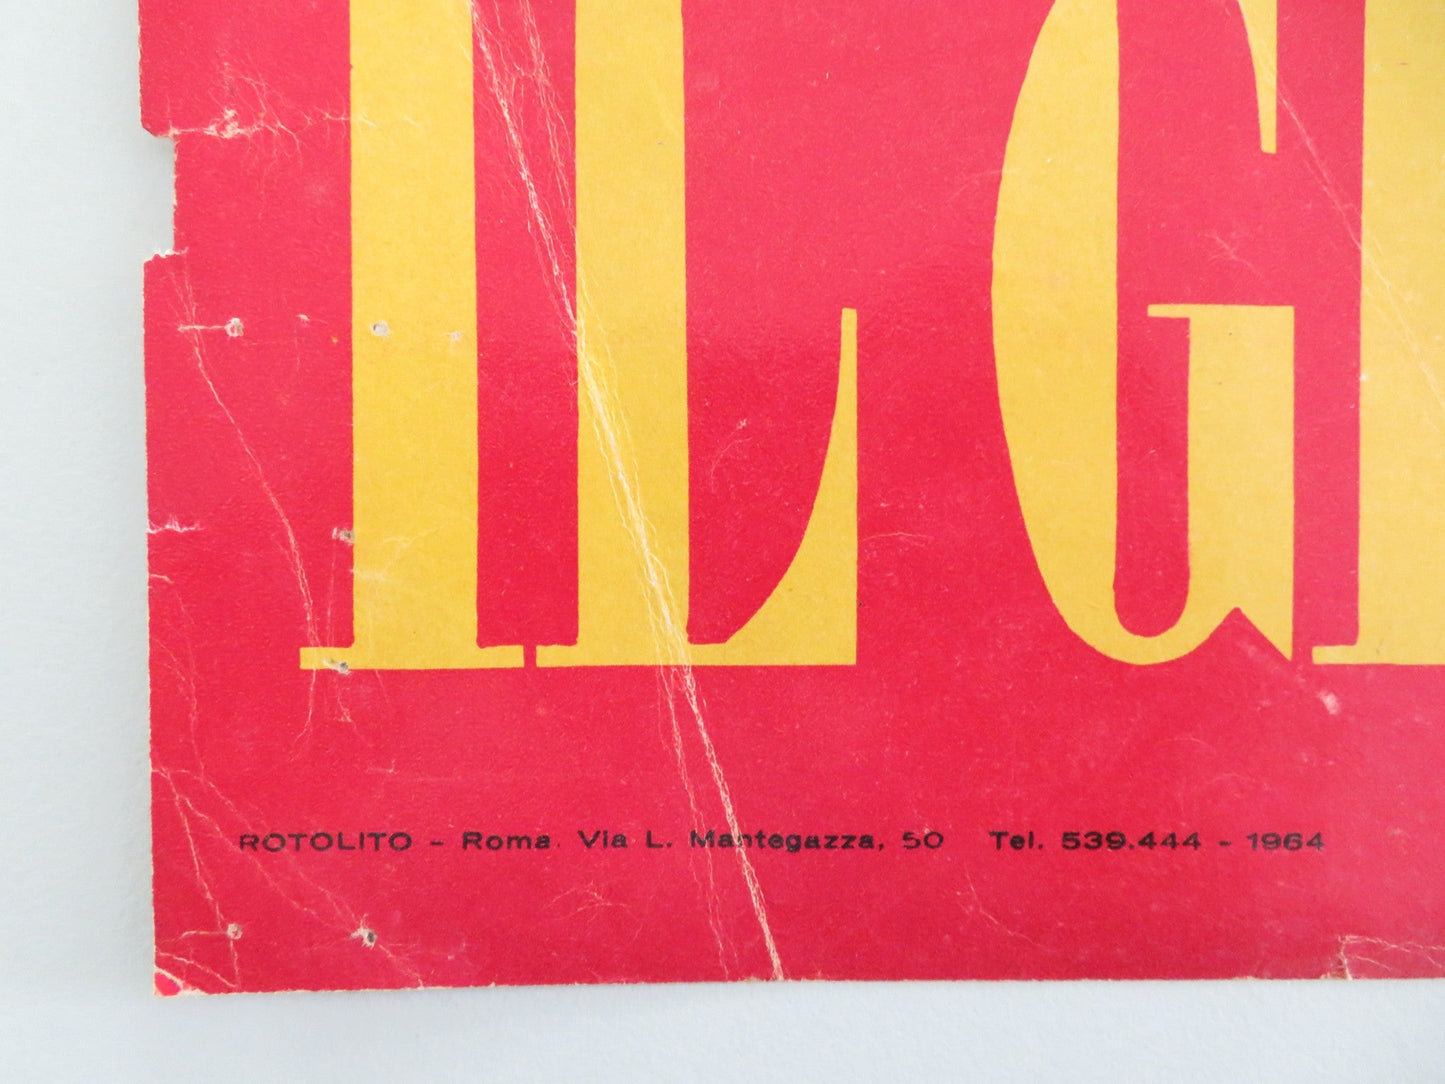 IL G
ROTOLITO - Roma. Via L. Mantegazza, 50 Tel. 539.444 - 1964